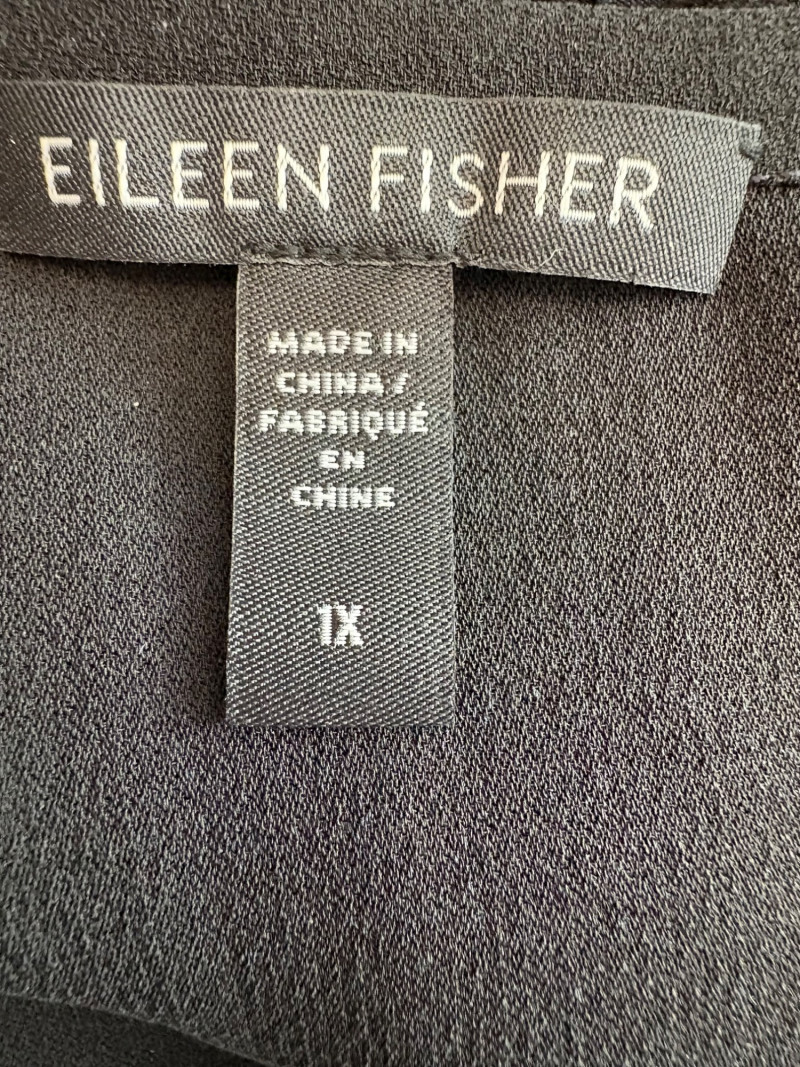 EILEEN FISHER
MADE IN
CHINA /
FABRIQUÉ
EN
CHINE
1X